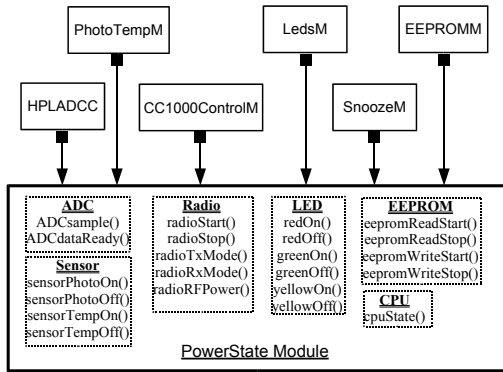 PhotoTempM
LedsM
EEPROMM
HPLADCC
CC1000ControlM
SnoozeM
ADC
ADCsample()
ADCdataReady()
Sensor
sensorPhotoOn()
sensorPhotoOff()
sensorTempOn()
sensorTempOff()
Radio
radioStart()
radioStop()
radioTxMode()
radioRxMode()
radioRFPower()
LED
redOn()
redOff()
greenOn()
greenOff()
yellowOn()
yellowOff()
EEPROM
eepromReadStart()
eepromReadStop()
eepromWriteStart()
eepromWriteStop()
CPU
cpuState()
PowerState Module